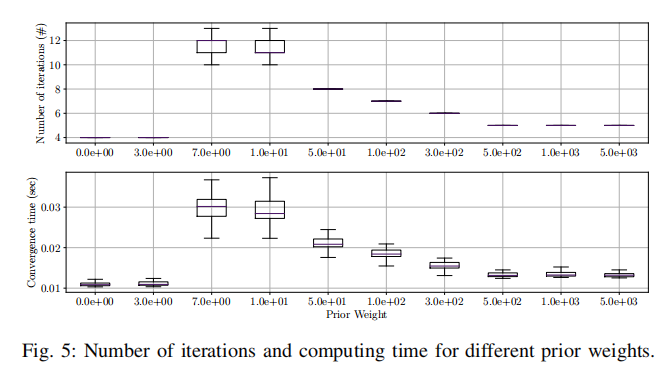 Number of iterations (#)
12
10
8
6
4
0.0e+00 3.0e+00 7.0e+00 1.0e+01 5.0e+01 1.0e+02 3.0e+02 5.0e+02 1.0e+03 5.0e+03
Convergence time (sec)
0.03
0.02
0.01
0.0e+00 3.0e+00 7.0e+00 1.0e+01 5.0e+01 1.0e+02 3.0e+02 5.0e+02 1.0e+03 5.0e+03
Prior Weight
Fig. 5: Number of iterations and computing time for different prior weights.